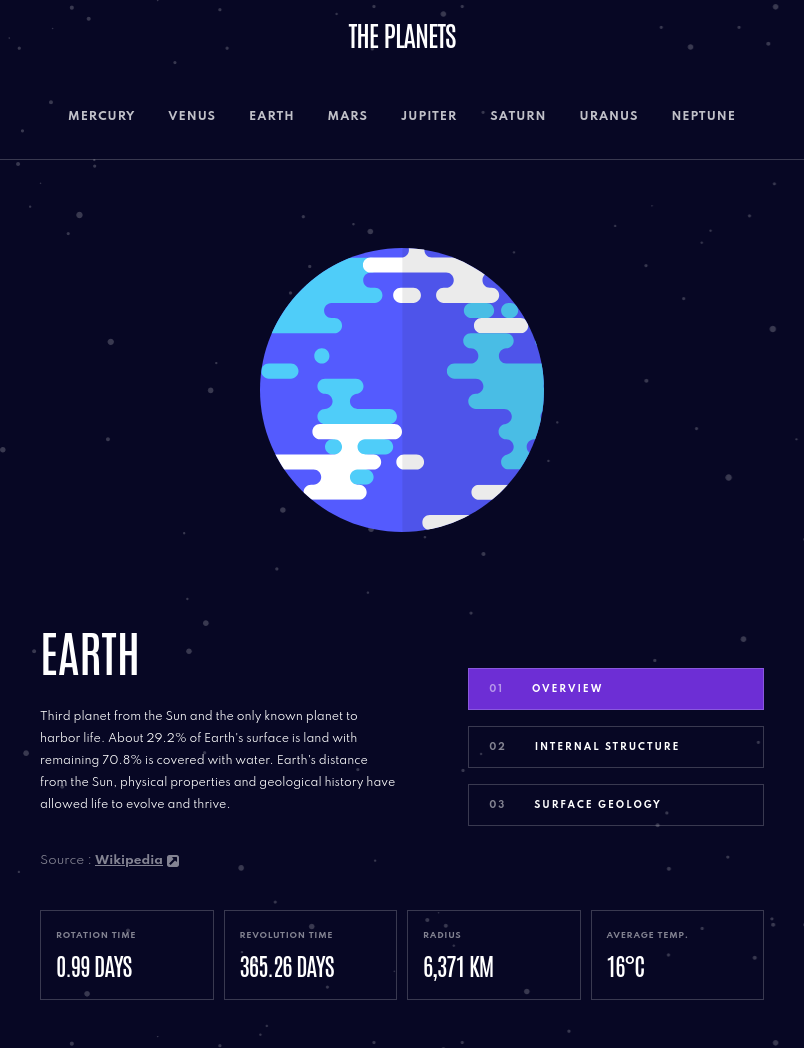 THE PLANETS
MERCURY VENUS EARTH MARS JUPITER SATURN URANUS NEPTUNE
EARTH
Third planet from the Sun and the only known planet to
harbor life. About 29.2% of Earth's surface is land with
remaining 70.8% is covered with water. Earth's distance
from the Sun, physical properties and geological history have
allowed life to evolve and thrive.
Source : Wikipedia
01 OVERVIEW
02 INTERNAL STRUCTURE
03 SURFACE GEOLOGY
ROTATION TIME
0.99 DAYS
REVOLUTION TIME
365.26 DAYS
RADIUS
6,371 KM
AVERAGE TEMP.
16°C